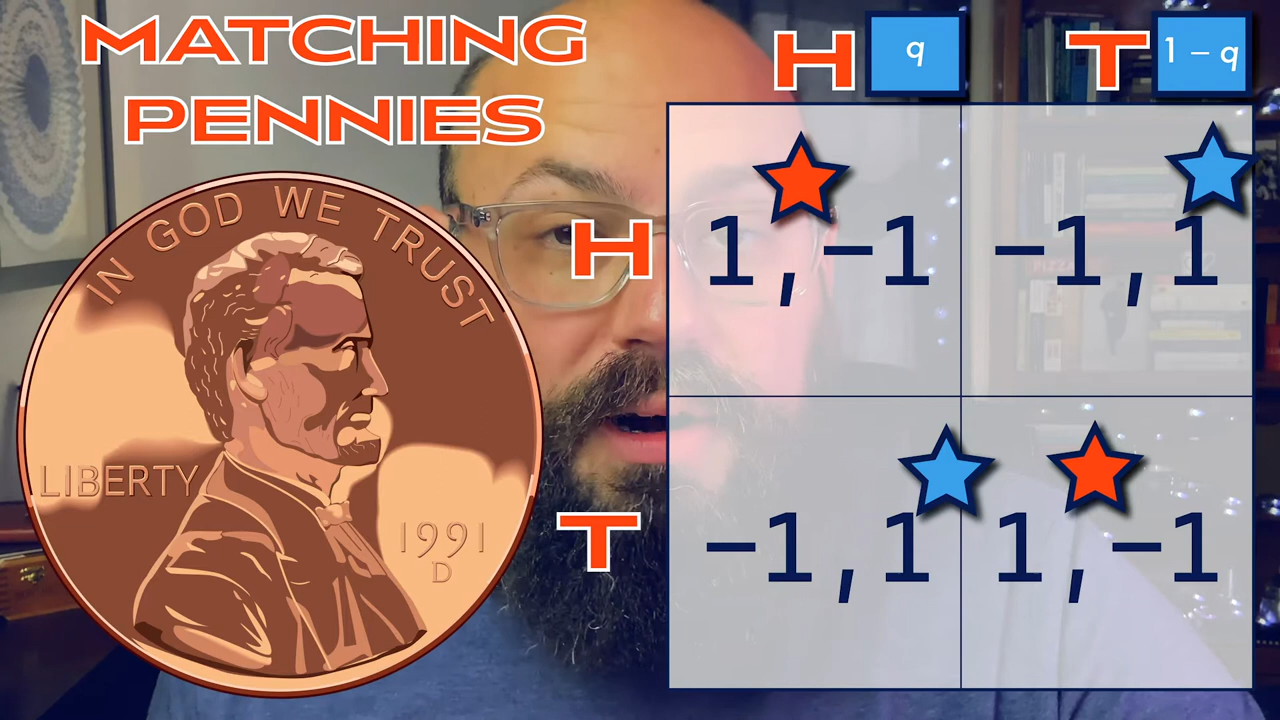 MATCHING
PENNIES
IN GOD WE TRUST
LIBERTY
1991
D
H q T 1 − q
H 1, −1 −1, 1
T −1, 1 1, −1